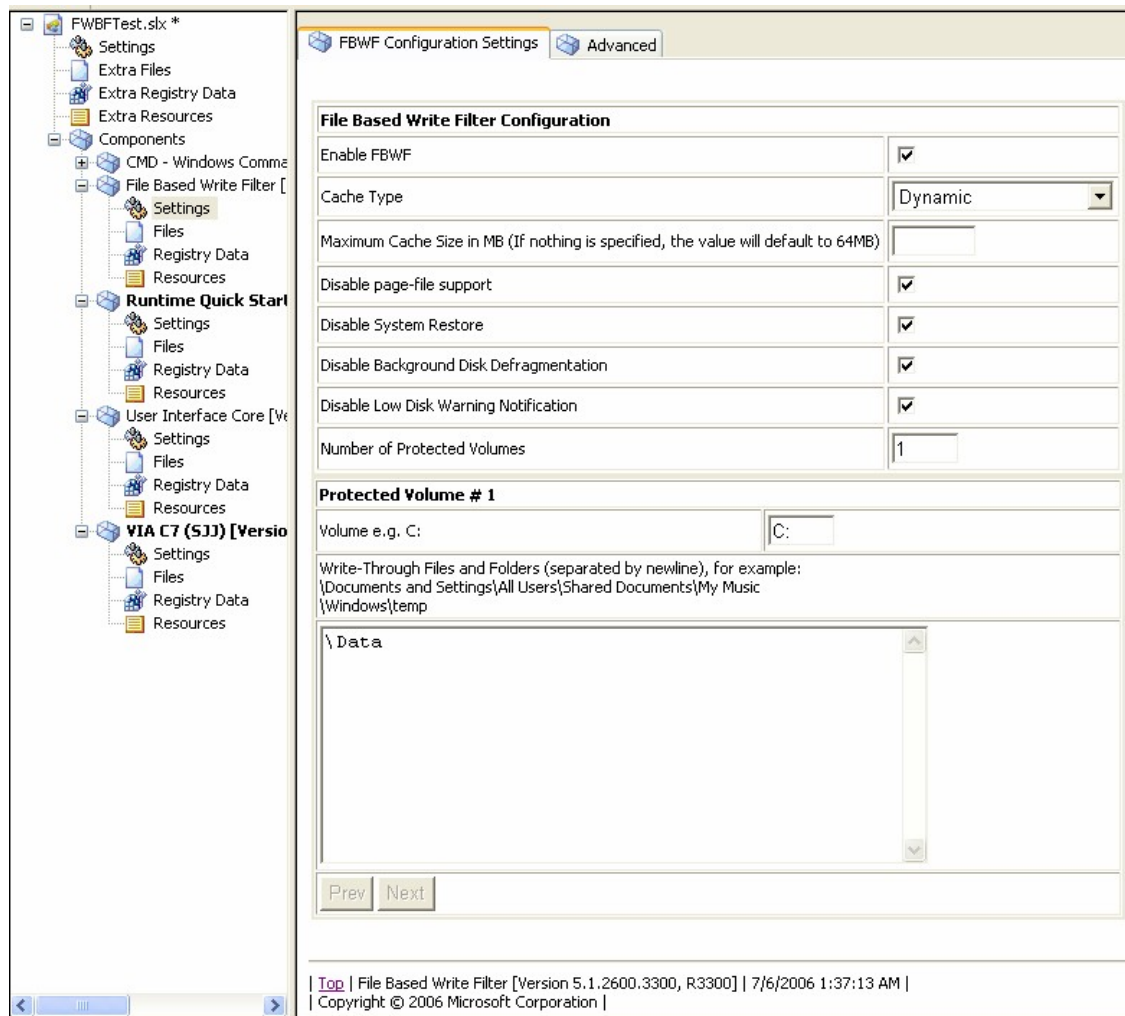 FWBFTest.slx *
Settings
Extra Files
Extra Registry Data
Extra Resources
Components
CMD - Windows Comma
File Based Write Filter [
Settings
Files
Registry Data
Resources
Runtime Quick Start
Settings
Files
Registry Data
Resources
User Interface Core [Ve
Settings
Files
Registry Data
Resources
VIA C7 (SJJ) [Versio
Settings
Files
Registry Data
Resources
FBWF Configuration Settings
Advanced
File Based Write Filter Configuration
Enable FBWF
Cache Type
Dynamic
Maximum Cache Size in MB (If nothing is specified, the value will default to 64MB)
Disable page-file support
Disable System Restore
Disable Background Disk Defragmentation
Disable Low Disk Warning Notification
Number of Protected Volumes
1
Protected Volume # 1
Volume e.g. C:
C:
Write-Through Files and Folders (separated by newline), for example:
\Documents and Settings\All Users\Shared Documents\My Music
\Windows\temp
\Data
Prev
Next
| Top | File Based Write Filter [Version 5.1.2600.3300, R3300] | 7/6/2006 1:37:13 AM |
| Copyright © 2006 Microsoft Corporation |